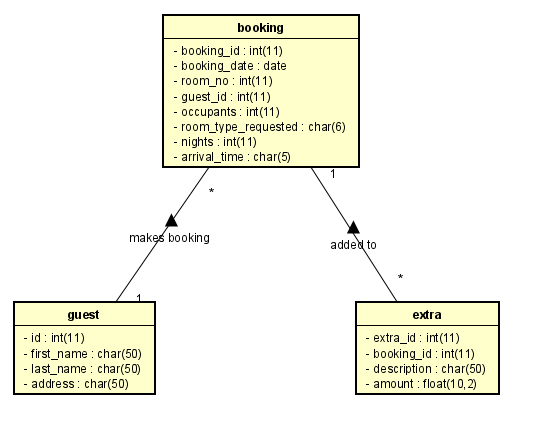 booking
- booking_id : int(11)
- booking_date : date
- room_no : int(11)
- guest_id : int(11)
- occupants : int(11)
- room_type_requested : char(6)
- nights : int(11)
- arrival_time : char(5)
*
1
makes booking
added to
1
*
guest
- id : int(11)
- first_name : char(50)
- last_name : char(50)
- address : char(50)
extra
- extra_id : int(11)
- booking_id : int(11)
- description : char(50)
- amount : float(10,2)